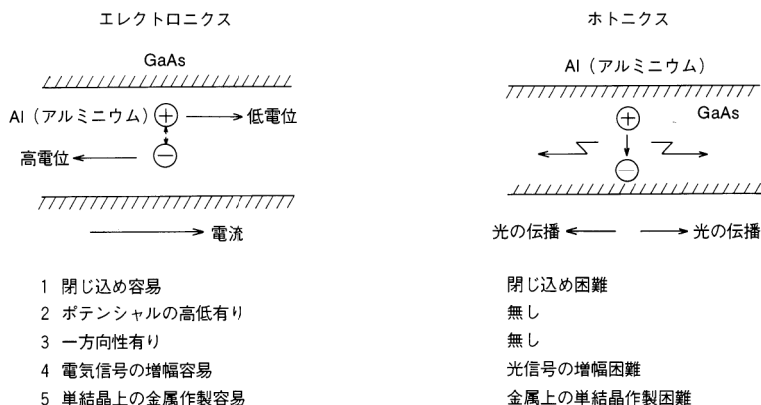 エレクトロニクス
GaAs
Al（アルミニウム）
＋
低電位
高電位
－
電流
1 閉じ込め容易
2 ポテンシャルの高低有り
3 一方向性有り
4 電気信号の増幅容易
5 単結晶上の金属作製容易
ホトニクス
Al（アルミニウム）
＋
GaAs
－
光の伝播
光の伝播
閉じ込め困難
無し
無し
光信号の増幅困難
金属上の単結晶作製困難